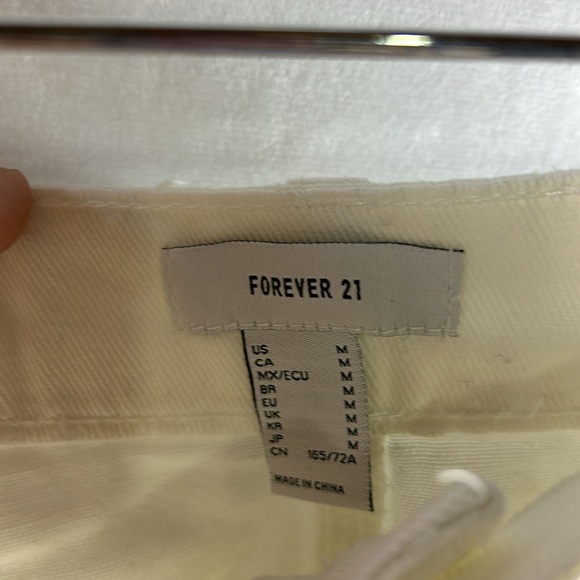 FOREVER 21
US M
CA M
MX/ECU M
BR M
EU M
UK M
KR M
JP M
CN 165/72A
MADE IN CHINA